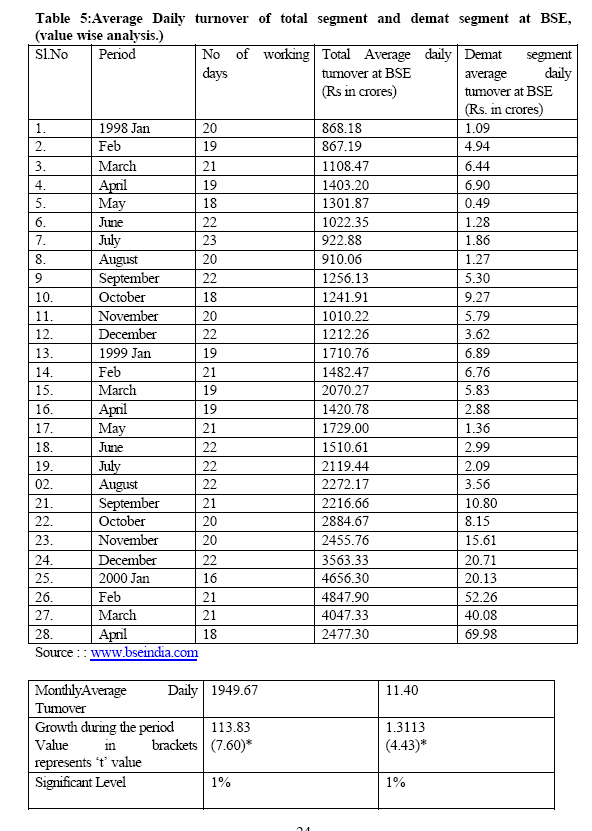 Table 5:Average Daily turnover of total segment and demat segment at BSE,
(value wise analysis.)
Sl.No Period No of working days Total Average daily turnover at BSE (Rs in crores) Demat segment average daily turnover at BSE (Rs. in crores)
1. 1998 Jan 20 868.18 1.09
2. Feb 19 867.19 4.94
3. March 21 1108.47 6.44
4. April 19 1403.20 6.90
5. May 18 1301.87 0.49
6. June 22 1022.35 1.28
7. July 23 922.88 1.86
8. August 20 910.06 1.27
9 September 22 1256.13 5.30
10. October 18 1241.91 9.27
11. November 20 1010.22 5.79
12. December 22 1212.26 3.62
13. 1999 Jan 19 1710.76 6.89
14. Feb 21 1482.47 6.76
15. March 19 2070.27 5.83
16. April 19 1420.78 2.88
17. May 21 1729.00 1.36
18. June 22 1510.61 2.99
19. July 22 2119.44 2.09
02. August 22 2272.17 3.56
21. September 21 2216.66 10.80
22. October 20 2884.67 8.15
23. November 20 2455.76 15.61
24. December 22 3563.33 20.71
25. 2000 Jan 16 4656.30 20.13
26. Feb 21 4847.90 52.26
27. March 21 4047.33 40.08
28. April 18 2477.30 69.98
Source : : www.bseindia.com
MonthlyAverage Daily 1949.67 11.40
Turnover
Growth during the period 113.83 1.3113
Value in brackets (7.60)* (4.43)*
represents ‘t’ value
Significant Level 1% 1%